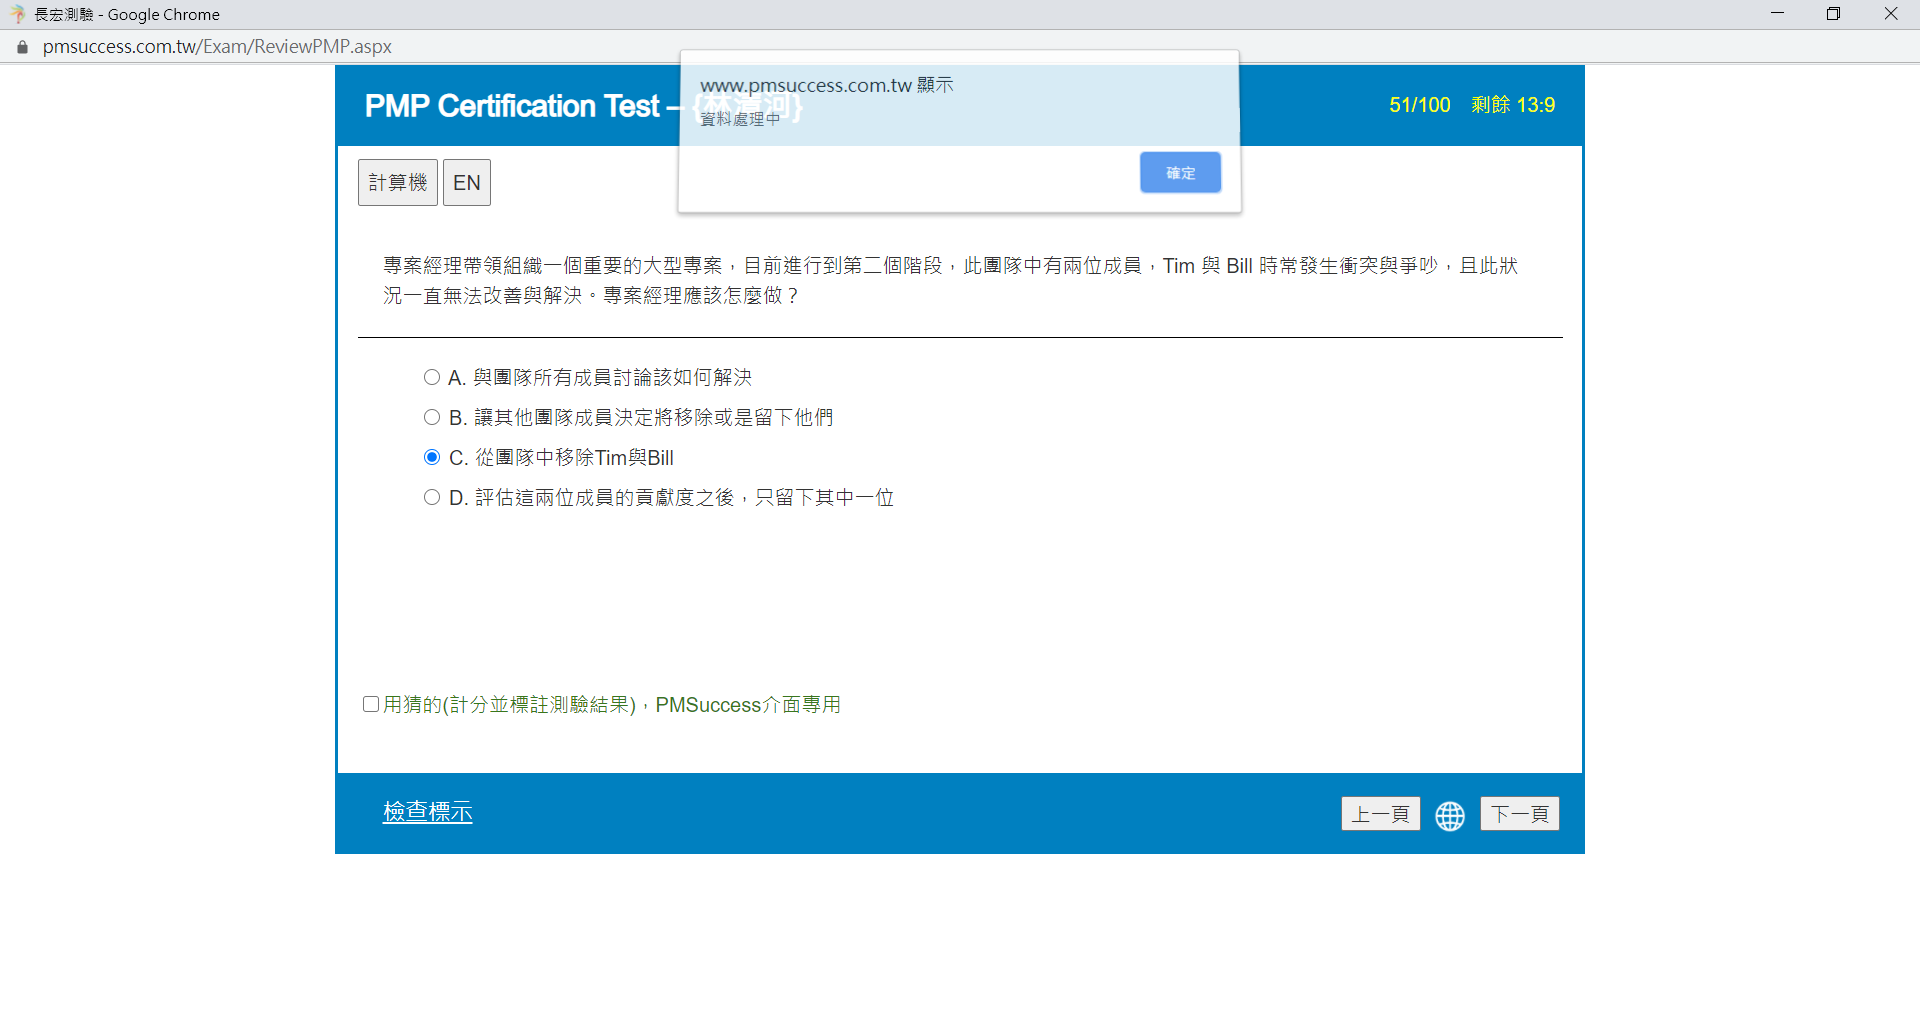 長宏測驗 - Google Chrome
pmsuccess.com.tw/Exam/ReviewPMP.aspx
www.pmsuccess.com.tw 顯示
PMP Certification Test – {林清河}
51/100 剩餘 13:9
資料處理中
確定
計算機 EN
專案經理帶領組織一個重要的大型專案，目前進行到第二個階段，此團隊中有兩位成員，Tim 與 Bill 時常發生衝突與爭吵，且此狀
況一直無法改善與解決。專案經理應該怎麼做？
A. 與團隊所有成員討論該如何解決
B. 讓其他團隊成員決定將移除或是留下他們
C. 從團隊中移除Tim與Bill
D. 評估這兩位成員的貢獻度之後，只留下其中一位
用猜的(計分並標註測驗結果)，PMSuccess介面專用
檢查標示
上一頁 下一頁